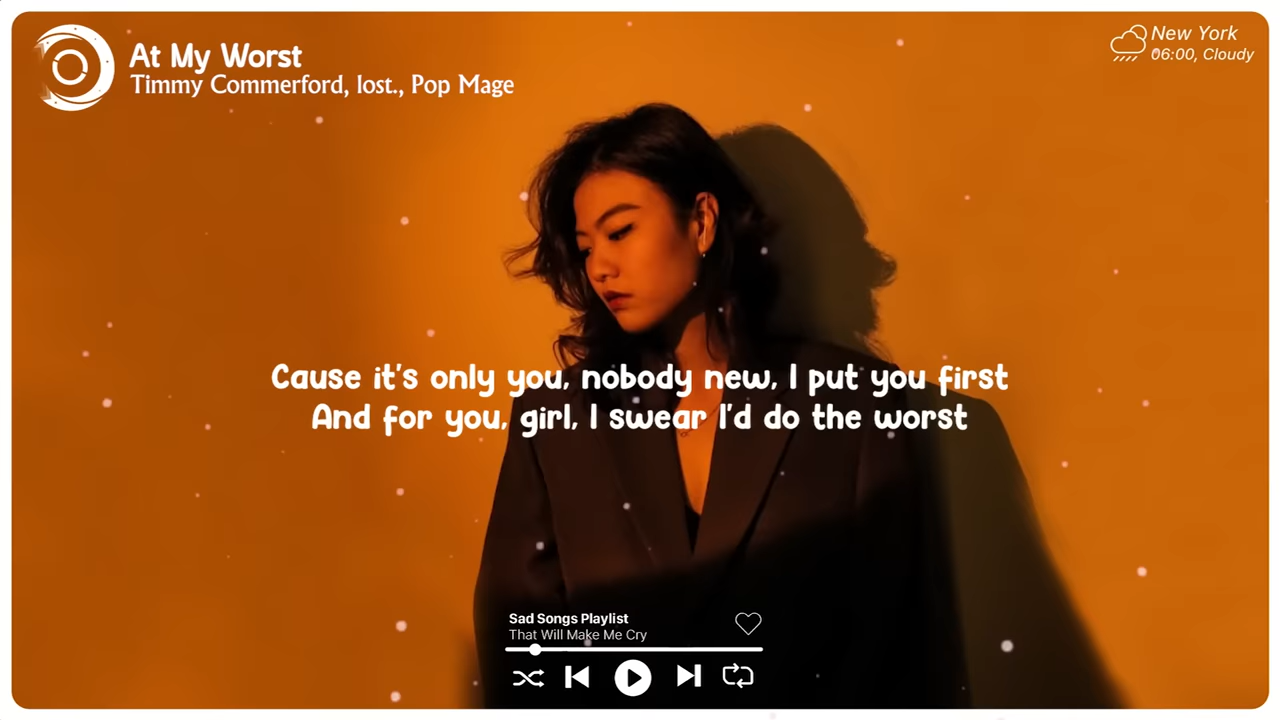 At My Worst
Timmy Commerford, lost., Pop Mage
New York
06:00, Cloudy
Cause it's only you, nobody new, I put you first
And for you, girl, I swear I'd do the worst
Sad Songs Playlist
That Will Make Me Cry